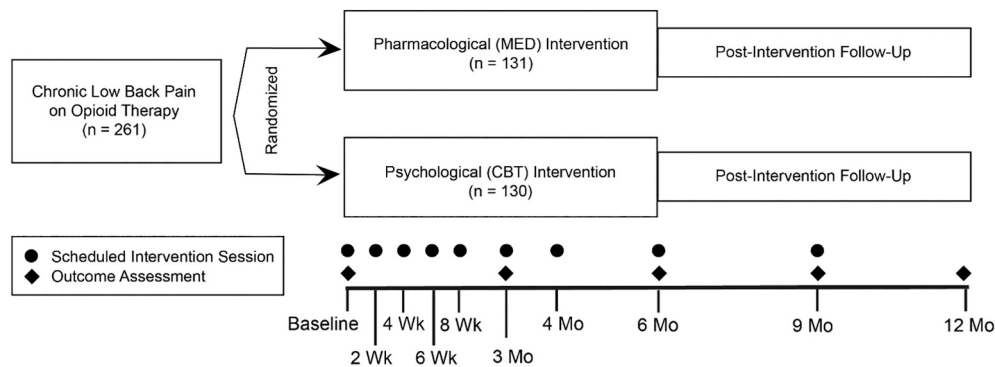 Chronic Low Back Pain
on Opioid Therapy
(n = 261)
Randomized
Pharmacological (MED) Intervention
(n = 131)
Post-Intervention Follow-Up
Psychological (CBT) Intervention
(n = 130)
Post-Intervention Follow-Up
Scheduled Intervention Session
Outcome Assessment
Baseline
2 Wk
4 Wk
6 Wk
8 Wk
3 Mo
4 Mo
6 Mo
9 Mo
12 Mo